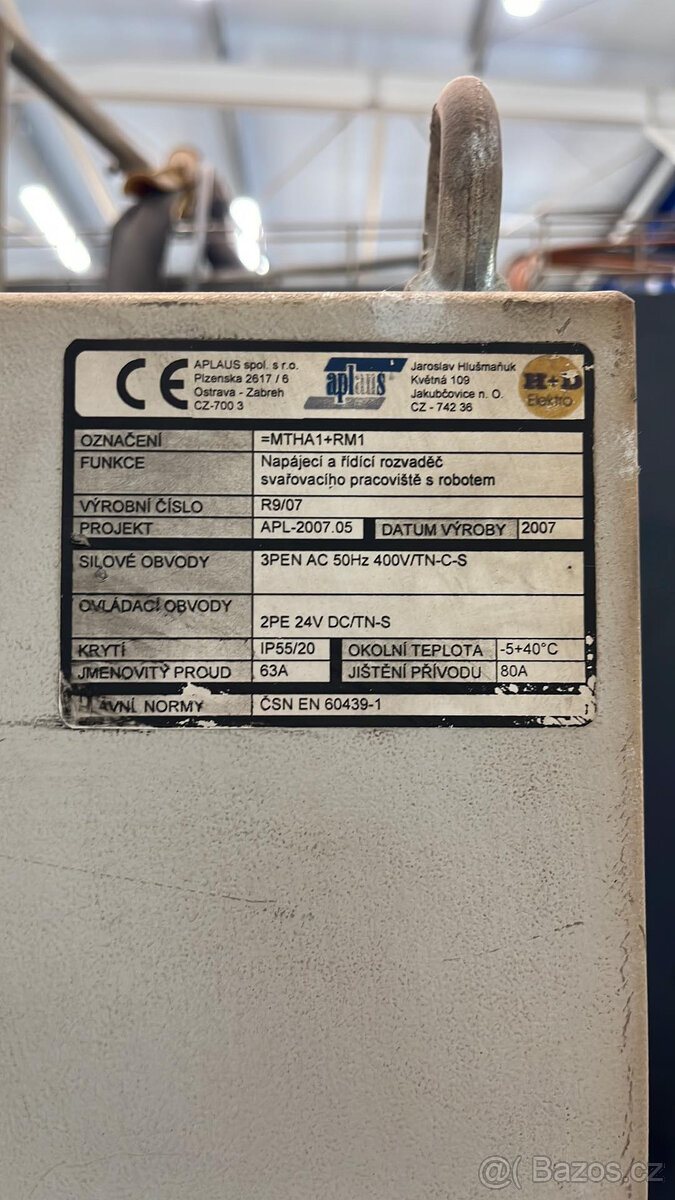 CE
APLAUS spol. s r.o.
Plzenska 2617 / 6
Ostrava - Zabreh
CZ-700 3
aplaus
Jaroslav Hlušmaňuk
Květná 109
Jakubčovice n. O.
CZ - 742 36
H+D
Elektro
OZNAČENÍ =MTHA1+RM1
FUNKCE Napájecí a řídící rozvaděč
svařovacího pracoviště s robotem
VÝROBNÍ ČÍSLO R9/07
PROJEKT APL-2007.05 DATUM VÝROBY 2007
SILOVÉ OBVODY 3PEN AC 50Hz 400V/TN-C-S
OVLÁDACÍ OBVODY
2PE 24V DC/TN-S
KRYTÍ IP55/20 OKOLNÍ TEPLOTA -5+40°C
JMENOVITÝ PROUD 63A JIŠTĚNÍ PŘÍVODU 80A
HLAVNÍ NORMY ČSN EN 60439-1
@( Bazos.cz